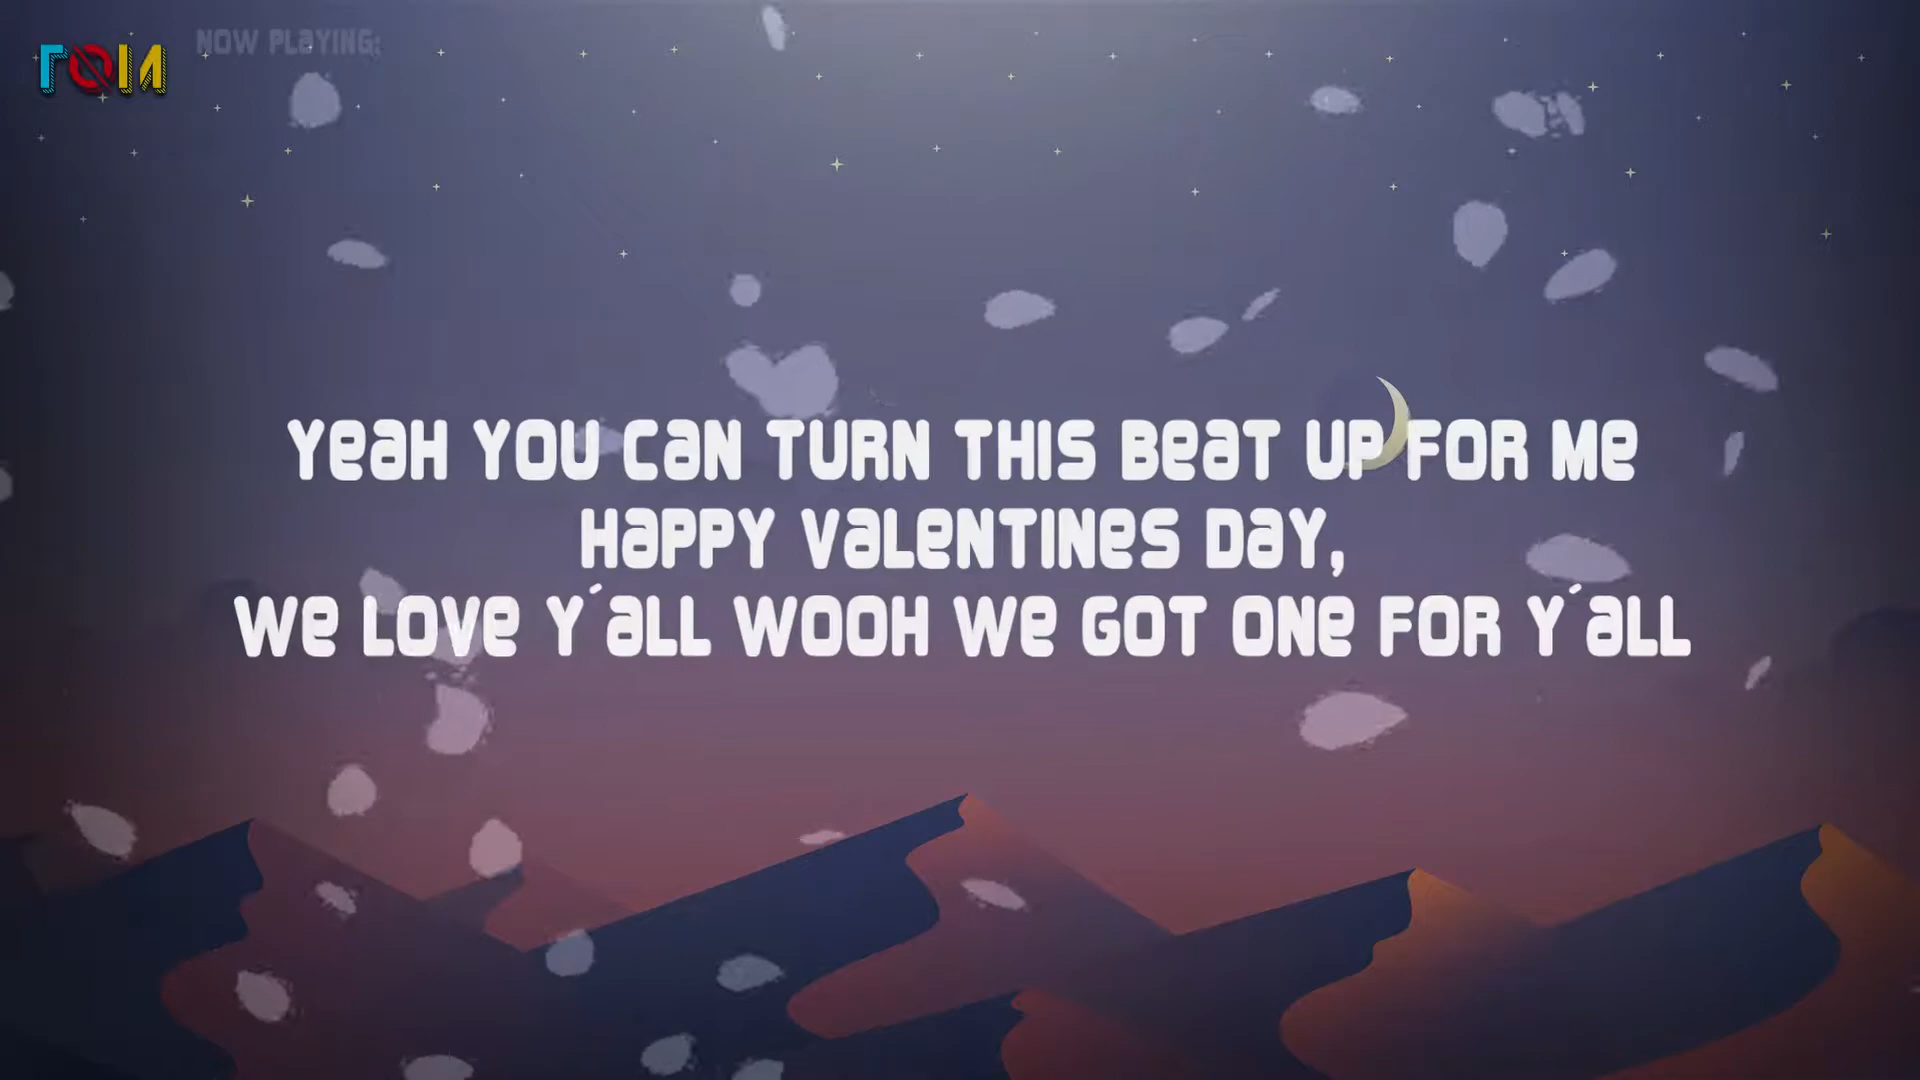 NOW PLAYING:
ГОИ
Yeah you can turn this beat up for me
Happy Valentines Day,
We love y´all wooh we got one for y´all